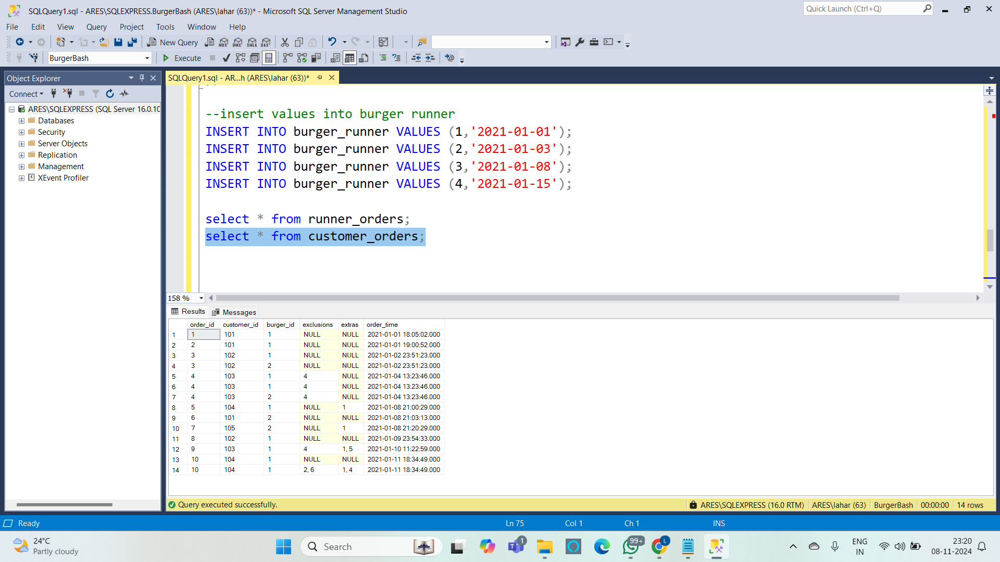 SQLQuery1.sql - ARES\SQLEXPRESS.BurgerBash (ARES\lahar (63))* - Microsoft SQL Server Management Studio
Quick Launch (Ctrl+Q)
File Edit View Query Project Tools Window Help
New Query MDX DMX XMLA DAX
BurgerBash Execute
Object Explorer
Connect
ARES\SQLEXPRESS (SQL Server 16.0.10
Databases
Security
Server Objects
Replication
Management
XEvent Profiler
SQLQuery1.sql - AR...h (ARES\lahar (63))*
--insert values into burger runner
INSERT INTO burger_runner VALUES (1,'2021-01-01');
INSERT INTO burger_runner VALUES (2,'2021-01-03');
INSERT INTO burger_runner VALUES (3,'2021-01-08');
INSERT INTO burger_runner VALUES (4,'2021-01-15');
select * from runner_orders;
select * from customer_orders;
158 %
Results Messages
order_id customer_id burger_id exclusions extras order_time
1 1 101 1 NULL NULL 2021-01-01 18:05:02.000
2 2 101 1 NULL NULL 2021-01-01 19:00:52.000
3 3 102 1 NULL NULL 2021-01-02 23:51:23.000
4 3 102 2 NULL NULL 2021-01-02 23:51:23.000
5 4 103 1 4 NULL 2021-01-04 13:23:46.000
6 4 103 1 4 NULL 2021-01-04 13:23:46.000
7 4 103 2 4 NULL 2021-01-04 13:23:46.000
8 5 104 1 NULL 1 2021-01-08 21:00:29.000
9 6 101 2 NULL NULL 2021-01-08 21:03:13.000
10 7 105 2 NULL 1 2021-01-08 21:20:29.000
11 8 102 1 NULL NULL 2021-01-09 23:54:33.000
12 9 103 1 4 1, 5 2021-01-10 11:22:59.000
13 10 104 1 NULL NULL 2021-01-11 18:34:49.000
14 10 104 1 2, 6 1, 4 2021-01-11 18:34:49.000
Query executed successfully. ARES\SQLEXPRESS (16.0 RTM) ARES\lahar (63) BurgerBash 00:00:00 14 rows
Ready Ln 75 Col 1 Ch 1 INS
24°C
Partly cloudy
Search
1
99+
L
ENG
IN
23:20
08-11-2024